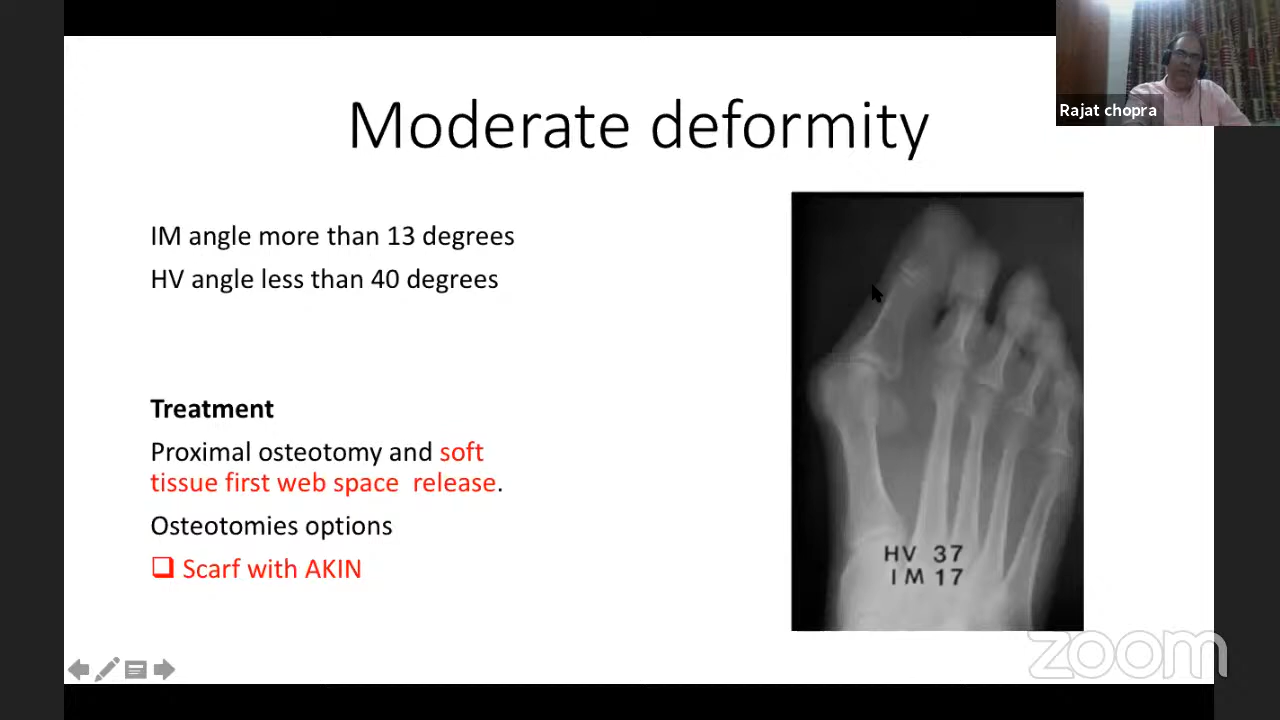 Moderate deformity
Rajat chopra
IM angle more than 13 degrees
HV angle less than 40 degrees
Treatment
Proximal osteotomy and soft
tissue first web space  release.
Osteotomies options
Scarf with AKIN
HV 37
IM 17
zoom